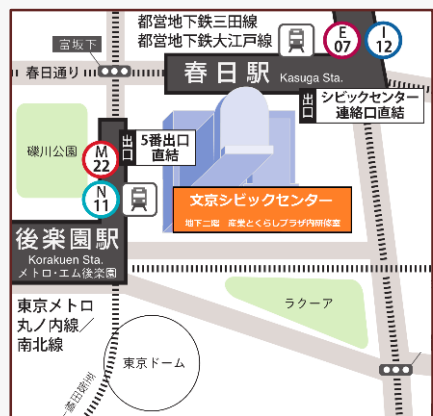 都営地下鉄三田線
都営地下鉄大江戸線
E
07
I
12
富坂下
春日通り
春日駅
Kasuga Sta.
出口
シビックセンター
連絡口直結
礫川公園
出口
5番出口
直結
M
22
N
11
文京シビックセンター
地下二階 産業とくらしプラザ内研修室
後楽園駅
Korakuen Sta.
メトロ・エム後楽園
東京メトロ
丸ノ内線／
南北線
ラクーア
東京ドーム